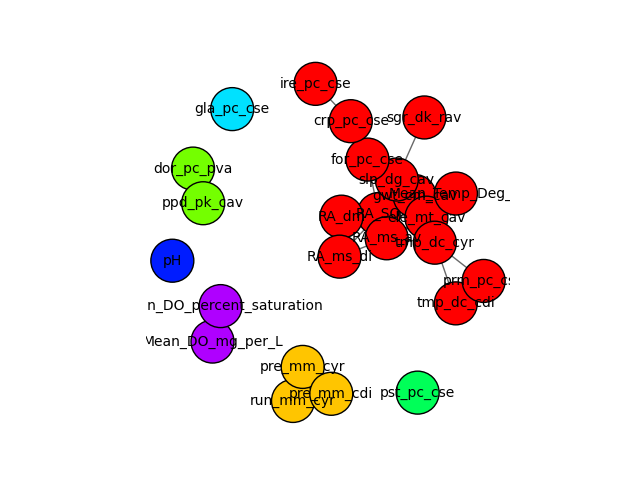 ire_pc_cse
gla_pc_cse
crp_pc_cse
sgr_dk_rav
for_pc_cse
dor_pc_pva
slp_dg_cav
Mean_Temp_Deg_
ppd_pk_cav
RA_dm
RA_SO
ele_mt_cav
RA_ms_av
tmp_dc_cyr
RA_ms_di
pH
prm_pc_cs
tmp_dc_cdi
n_DO_percent_saturation
Mean_DO_mg_per_L
pre_mm_cyr
pre_mm_cdi
pst_pc_cse
run_mm_cyr